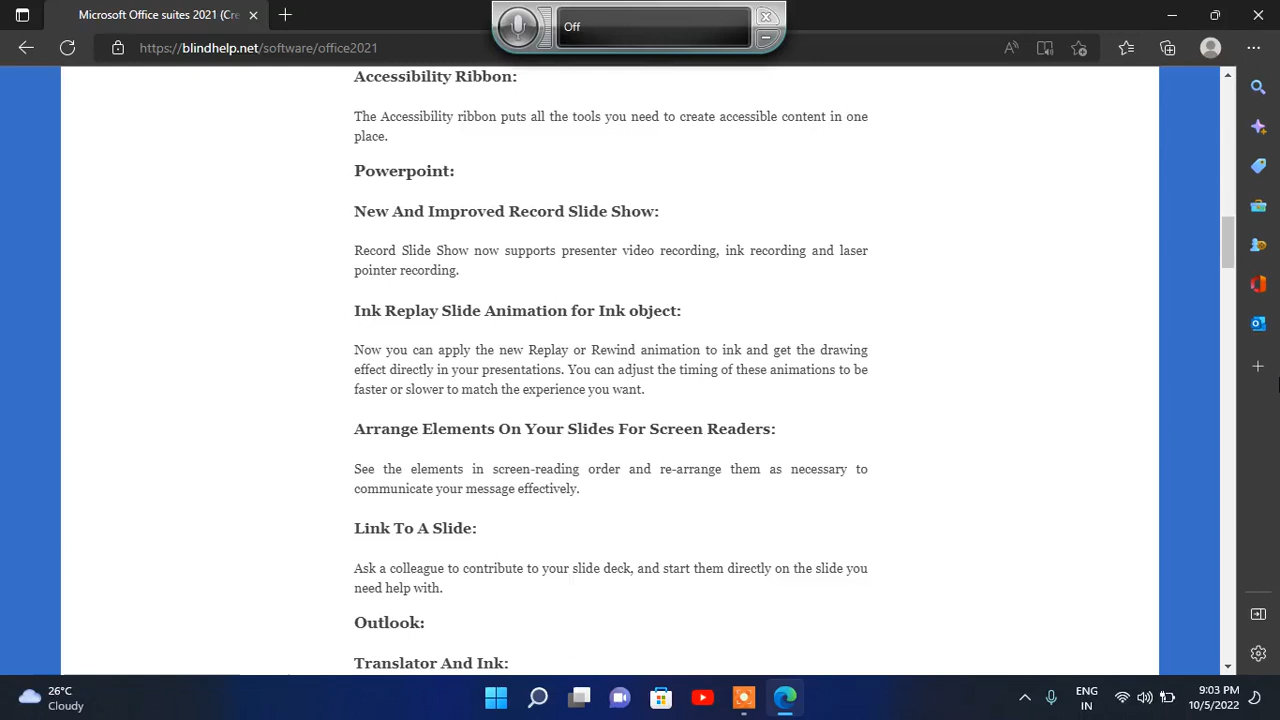 Microsoft Office suites 2021 (Cre
Off
https://blindhelp.net/software/office2021
Accessibility Ribbon:
The Accessibility ribbon puts all the tools you need to create accessible content in one
place.
Powerpoint:
New And Improved Record Slide Show:
Record Slide Show now supports presenter video recording, ink recording and laser
pointer recording.
Ink Replay Slide Animation for Ink object:
Now you can apply the new Replay or Rewind animation to ink and get the drawing
effect directly in your presentations. You can adjust the timing of these animations to be
faster or slower to match the experience you want.
Arrange Elements On Your Slides For Screen Readers:
See the elements in screen-reading order and re-arrange them as necessary to
communicate your message effectively.
Link To A Slide:
Ask a colleague to contribute to your slide deck, and start them directly on the slide you
need help with.
Outlook:
Translator And Ink:
26°C
Cloudy
ENG
IN
9:03 PM
10/5/2022